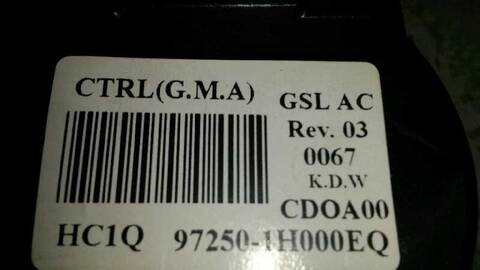 CTRL(G.M.A)
GSL AC
Rev. 03
0067
K.D.W
CDOA00
HC1Q 97250-1H000EQ